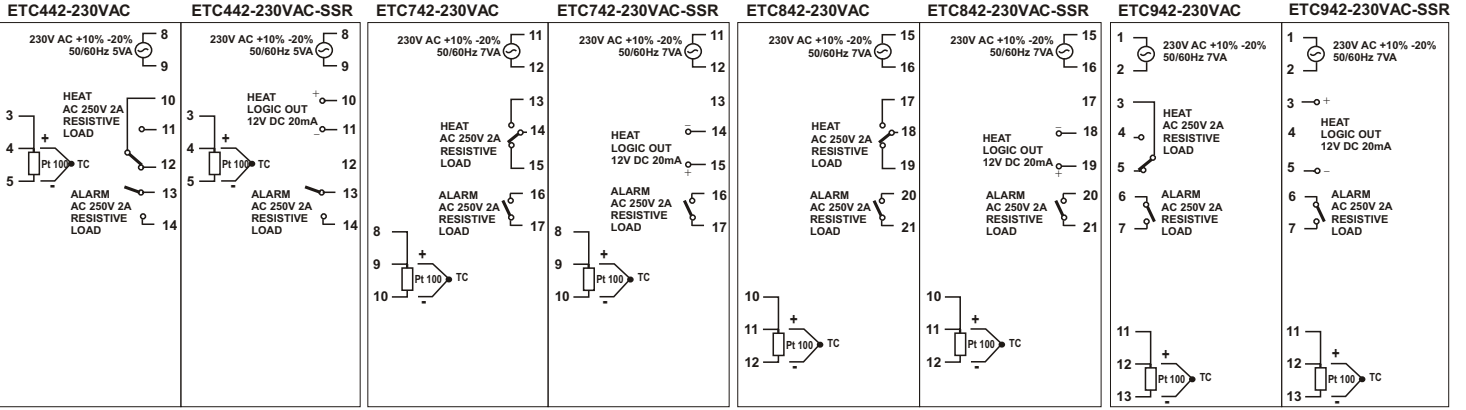 ETC442-230VAC
230V AC +10% -20%
50/60Hz 5VA
8
9
HEAT
AC 250V 2A
RESISTIVE
LOAD
10
11
12
3
4
5
+
Pt 100
TC
-
ALARM
AC 250V 2A
RESISTIVE
LOAD
13
14
ETC442-230VAC-SSR
230V AC +10% -20%
50/60Hz 5VA
8
9
HEAT
LOGIC OUT
12V DC 20mA
+
10
−
11
12
3
4
5
+
Pt 100
TC
-
ALARM
AC 250V 2A
RESISTIVE
LOAD
13
14
ETC742-230VAC
230V AC +10% -20%
50/60Hz 7VA
11
12
HEAT
AC 250V 2A
RESISTIVE
LOAD
13
14
15
ALARM
AC 250V 2A
RESISTIVE
LOAD
16
17
8
9
10
+
Pt 100
TC
-
ETC742-230VAC-SSR
230V AC +10% -20%
50/60Hz 7VA
11
12
13
HEAT
LOGIC OUT
12V DC 20mA
−
14
15
+
ALARM
AC 250V 2A
RESISTIVE
LOAD
16
17
8
9
10
+
Pt 100
TC
-
ETC842-230VAC
230V AC +10% -20%
50/60Hz 7VA
15
16
HEAT
AC 250V 2A
RESISTIVE
LOAD
17
18
19
ALARM
AC 250V 2A
RESISTIVE
LOAD
20
21
10
11
12
+
Pt 100
TC
-
ETC842-230VAC-SSR
230V AC +10% -20%
50/60Hz 7VA
15
16
17
HEAT
LOGIC OUT
12V DC 20mA
−
18
19
+
ALARM
AC 250V 2A
RESISTIVE
LOAD
20
21
10
11
12
+
Pt 100
TC
-
ETC942-230VAC
1
2
230V AC +10% -20%
50/60Hz 7VA
3
4
5
HEAT
AC 250V 2A
RESISTIVE
LOAD
6
7
ALARM
AC 250V 2A
RESISTIVE
LOAD
11
12
13
+
Pt 100
TC
-
ETC942-230VAC-SSR
1
2
230V AC +10% -20%
50/60Hz 7VA
3
+
4
5
−
HEAT
LOGIC OUT
12V DC 20mA
6
7
ALARM
AC 250V 2A
RESISTIVE
LOAD
11
12
13
+
Pt 100
TC
-